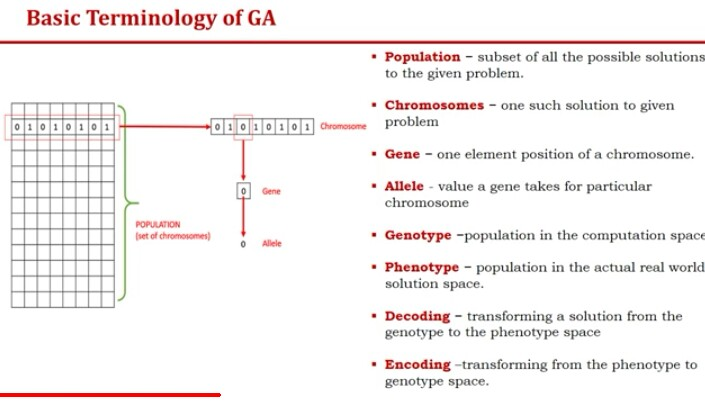 Basic Terminology of GA
0 1 0 1 0 1 0 1
0 1 0 1 0 1 0 1
Chromosome
0
Gene
0
Allele
POPULATION
(set of chromosomes)
▪ Population – subset of all the possible solutions
to the given problem.
▪ Chromosomes – one such solution to given
problem
▪ Gene – one element position of a chromosome.
▪ Allele - value a gene takes for particular
chromosome
▪ Genotype –population in the computation space
▪ Phenotype – population in the actual real world
solution space.
▪ Decoding – transforming a solution from the
genotype to the phenotype space
▪ Encoding –transforming from the phenotype to
genotype space.